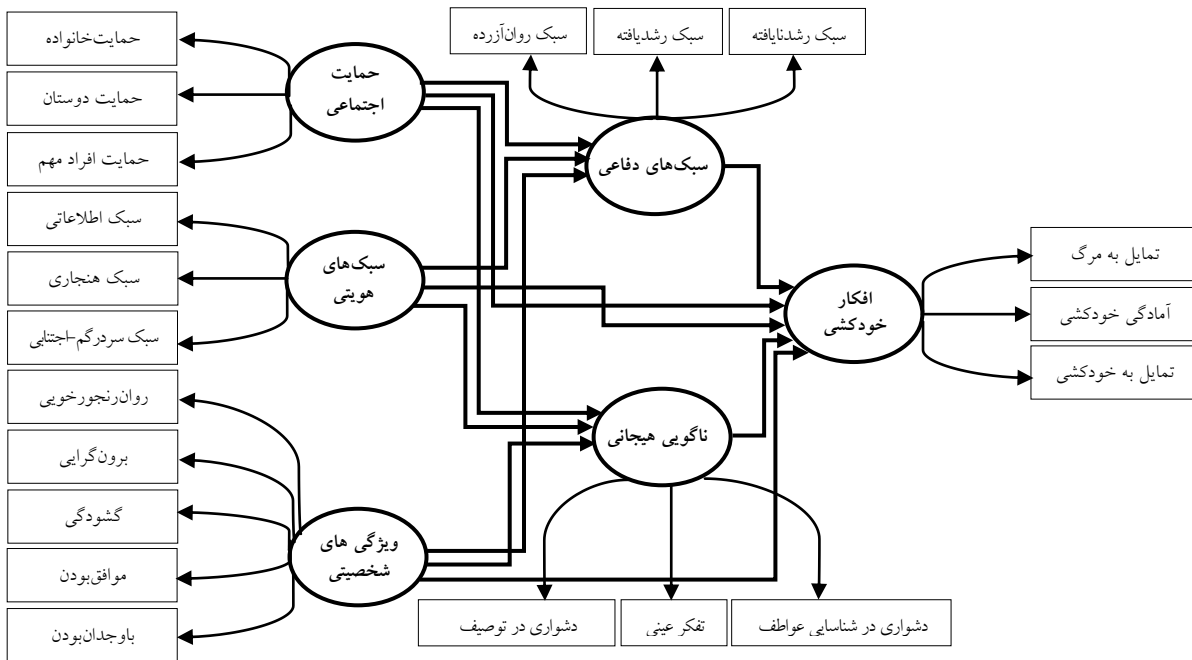 سبک رشدنایافته
سبک رشدیافته
سبک روان‌آزرده
حمایت‌خانواده
حمایت دوستان
حمایت افراد مهم
سبک اطلاعاتی
سبک هنجاری
سبک سردرگم-اجتنابی
روان‌رنجورخویی
برون‌گرایی
گشودگی
موافق‌بودن
باوجدان‌بودن
حمایت
اجتماعی
سبک‌های
هویتی
ویژگی های
شخصیتی
سبک‌های دفاعی
ناگویی هیجانی
افکار
خودکشی
تمایل به مرگ
آمادگی خودکشی
تمایل به خودکشی
دشواری در شناسایی عواطف
تفکر عینی
دشواری در توصیف